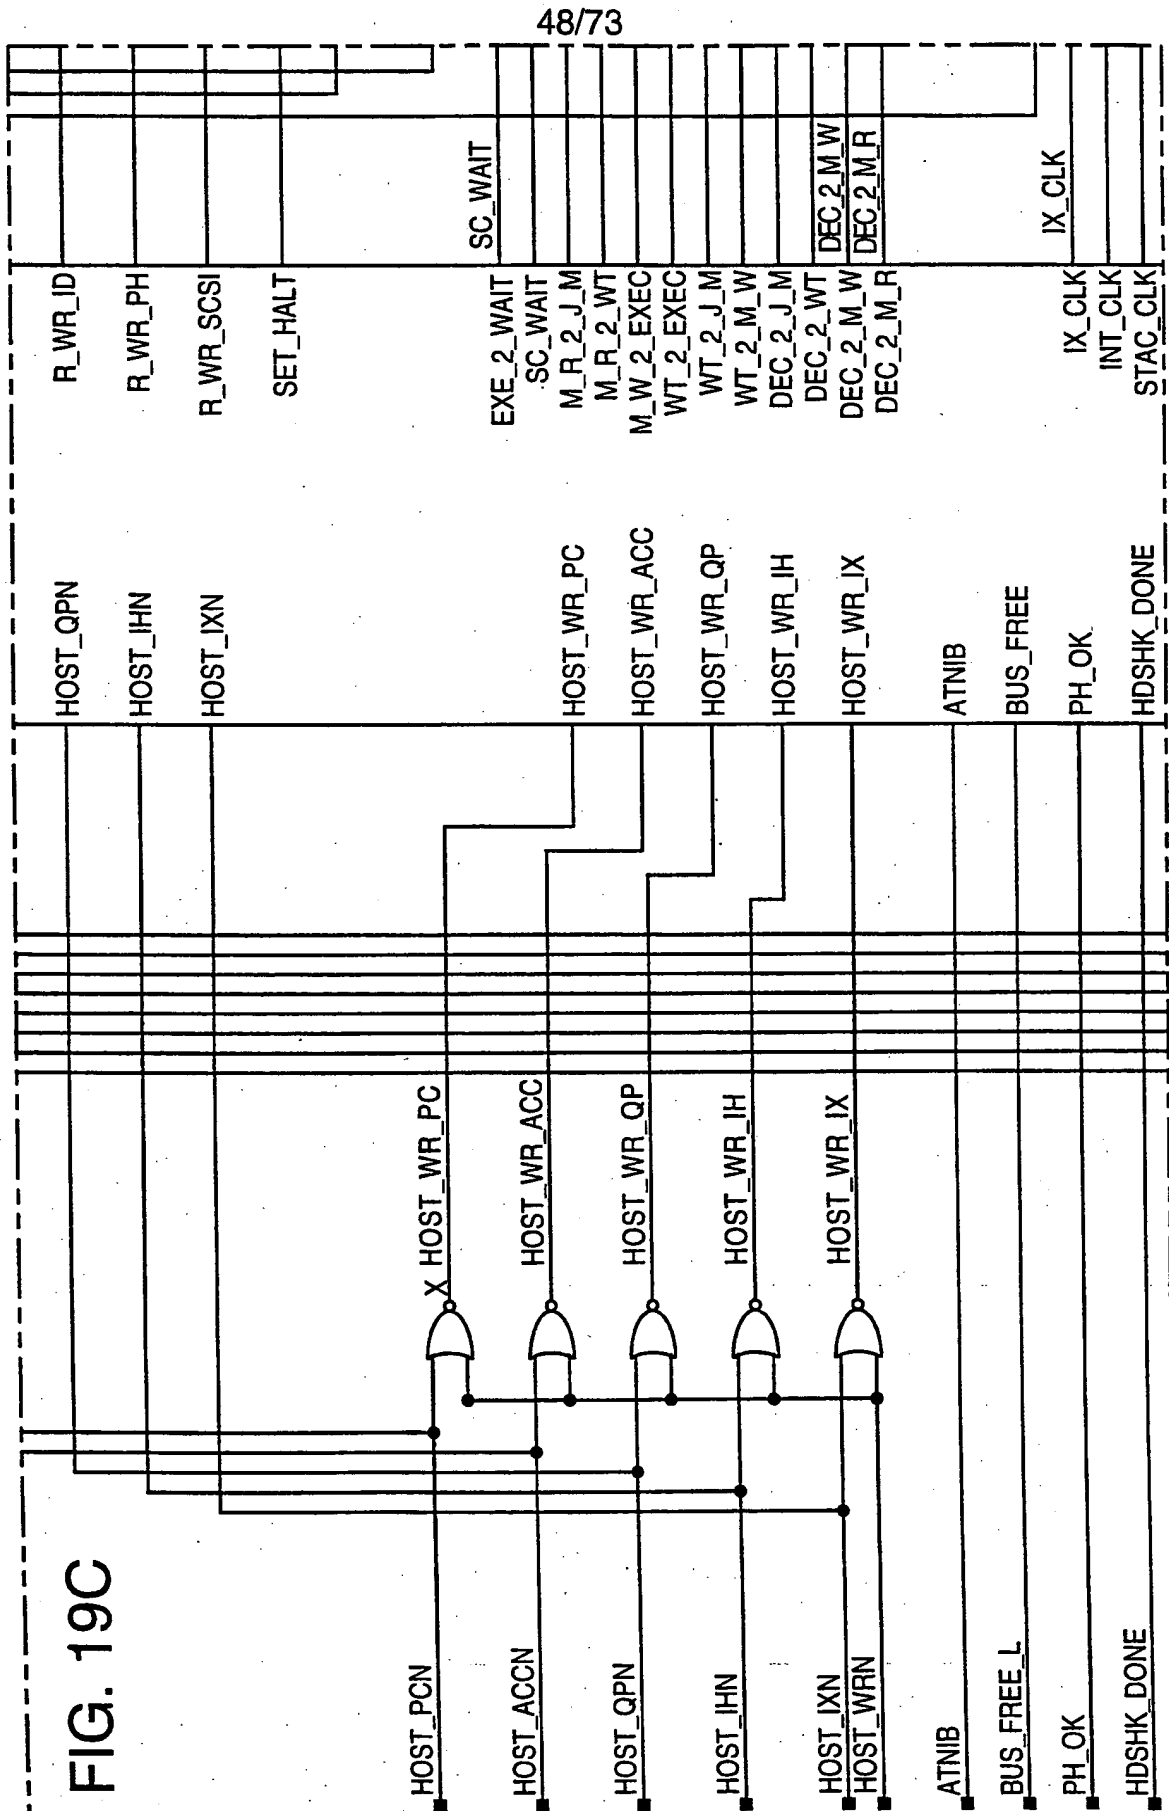 48/73
FIG. 19C
HOST_PCN
HOST_ACCN
HOST_QPN
HOST_IHN
HOST_IXN
HOST_WRN
ATNIB
BUS_FREE_L
PH_OK
HDSHK_DONE
X_HOST_WR_PC
HOST_WR_ACC
HOST_WR_QP
HOST_WR_IH
HOST_WR_IX
HOST_QPN
HOST_IHN
HOST_IXN
HOST_WR_PC
HOST_WR_ACC
HOST_WR_QP
HOST_WR_IH
HOST_WR_IX
ATNIB
BUS_FREE
PH_OK
HDSHK_DONE
R_WR_ID
R_WR_PH
R_WR_SCSI
SET_HALT
EXE_2_WAIT
SC_WAIT
M_R_2_J_M
M_R_2_WT
M_W_2_EXEC
WT_2_EXEC
WT_2_J_M
WT_2_M_W
DEC_2_J_M
DEC_2_WT
DEC_2_M_W
DEC_2_M_R
IX_CLK
INT_CLK
STAC_CLK
SC_WAIT
DEC_2_M_W
DEC_2_M_R
IX_CLK